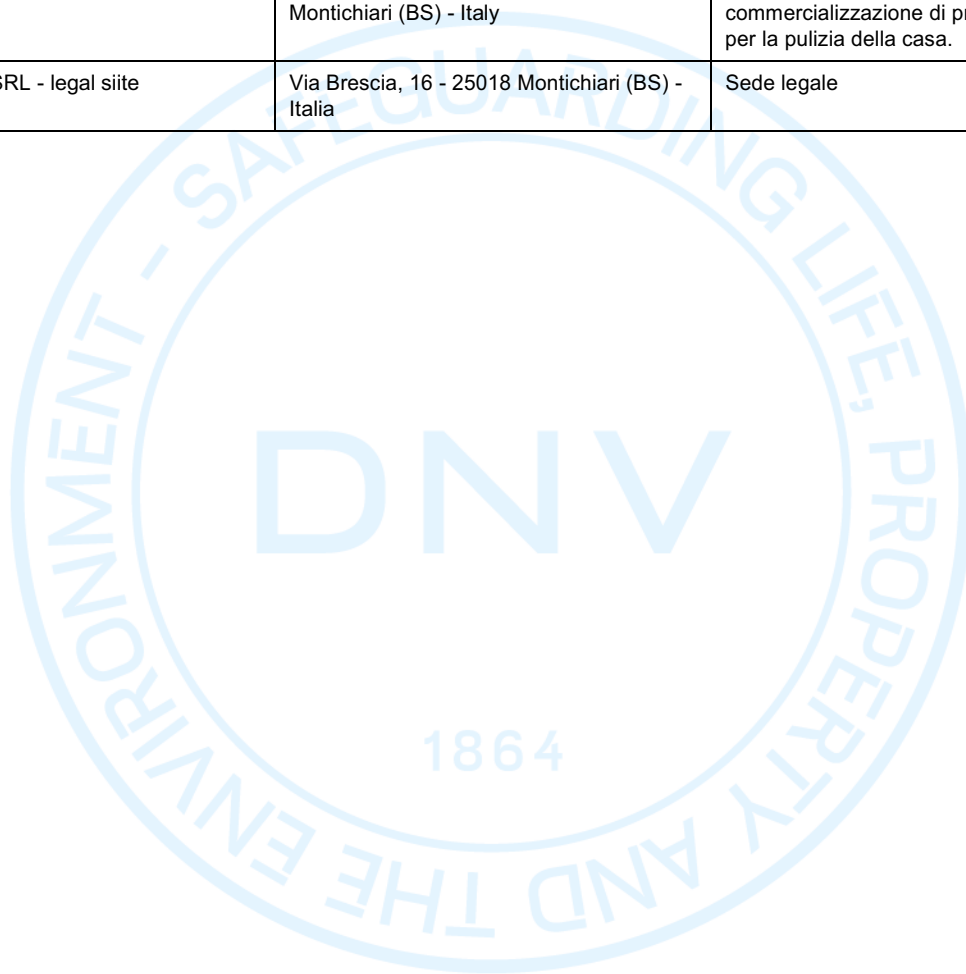 Montichiari (BS) - Italy
commercializzazione di pr
per la pulizia della casa.
SRL - legal siite
Via Brescia, 16 - 25018 Montichiari (BS) -
Italia
Sede legale
SAFEGUARDING LIFE, PROPERTY AND THE ENVIRONMENT -
DNV
1864